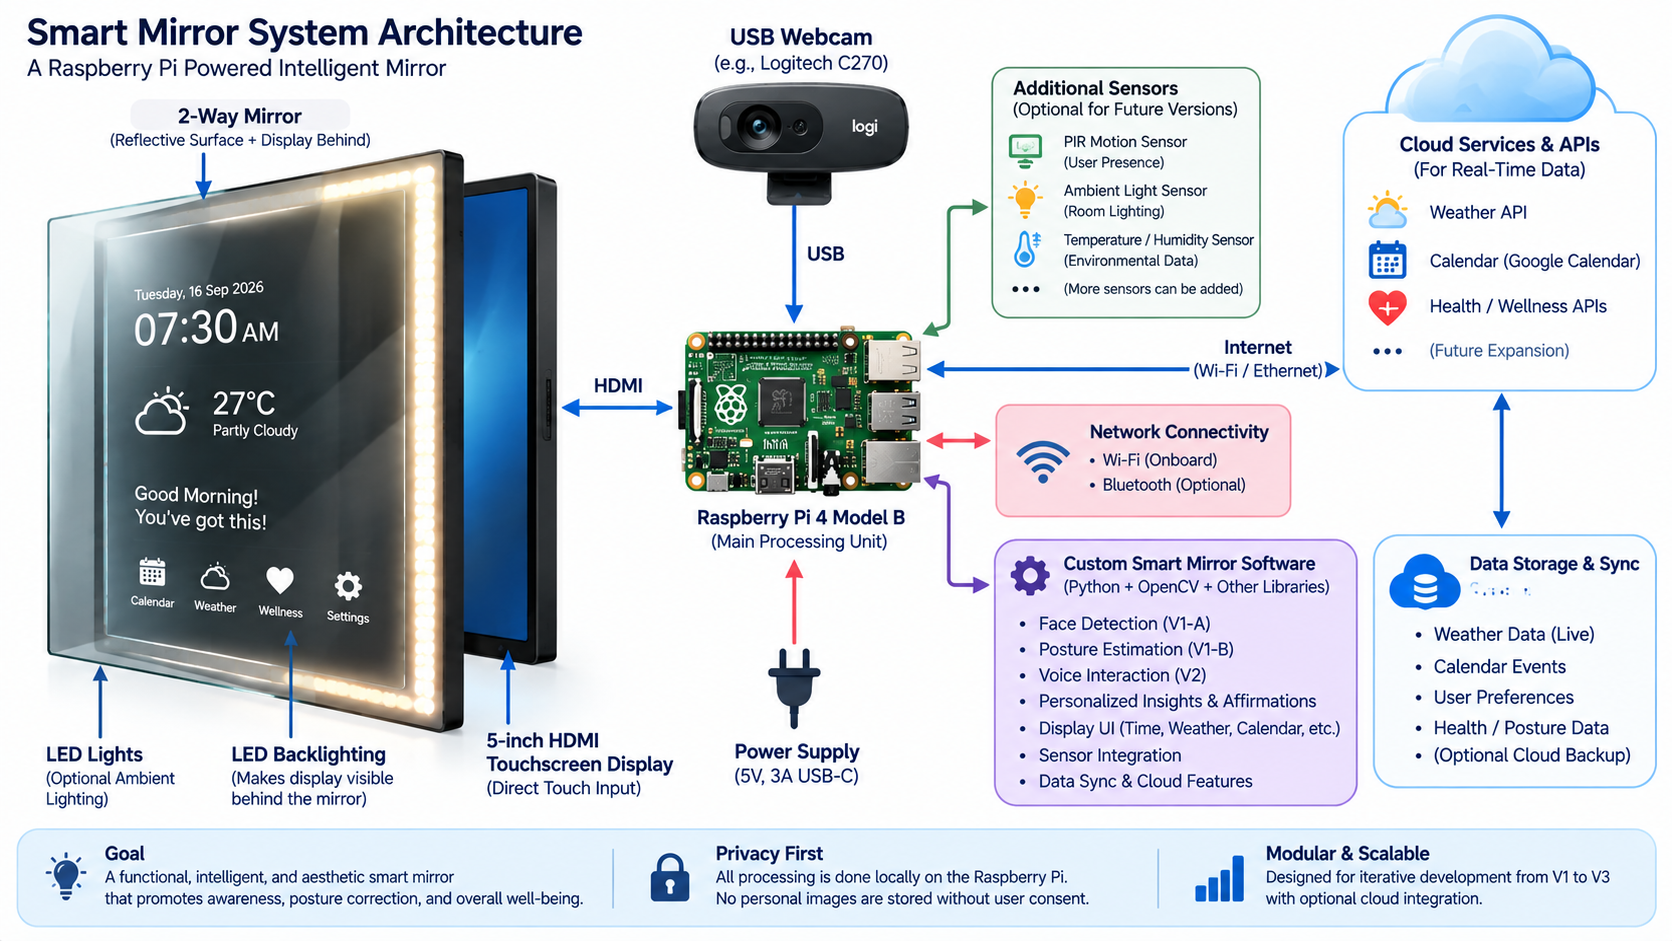 Smart Mirror System Architecture
A Raspberry Pi Powered Intelligent Mirror
2-Way Mirror
(Reflective Surface + Display Behind)
Tuesday, 16 Sep 2026
07:30 AM
27°C
Partly Cloudy
Good Morning!
You've got this!
Calendar
Weather
Wellness
Settings
LED Lights
(Optional Ambient
Lighting)
LED Backlighting
(Makes display visible
behind the mirror)
5-inch HDMI
Touchscreen Display
(Direct Touch Input)
HDMI
USB Webcam
(e.g., Logitech C270)
logi
USB
Raspberry Pi 4 Model B
(Main Processing Unit)
Power Supply
(5V, 3A USB-C)
Additional Sensors
(Optional for Future Versions)
PIR Motion Sensor
(User Presence)
Ambient Light Sensor
(Room Lighting)
Temperature / Humidity Sensor
(Environmental Data)
(More sensors can be added)
Internet
(Wi-Fi / Ethernet)
Network Connectivity
• Wi-Fi (Onboard)
• Bluetooth (Optional)
Custom Smart Mirror Software
(Python + OpenCV + Other Libraries)
• Face Detection (V1-A)
• Posture Estimation (V1-B)
• Voice Interaction (V2)
• Personalized Insights & Affirmations
• Display UI (Time, Weather, Calendar, etc.)
• Sensor Integration
• Data Sync & Cloud Features
Cloud Services & APIs
(For Real-Time Data)
Weather API
Calendar (Google Calendar)
Health / Wellness APIs
(Future Expansion)
Data Storage & Sync
• Weather Data (Live)
• Calendar Events
• User Preferences
• Health / Posture Data
• (Optional Cloud Backup)
Goal
A functional, intelligent, and aesthetic smart mirror
that promotes awareness, posture correction, and overall well-being.
Privacy First
All processing is done locally on the Raspberry Pi.
No personal images are stored without user consent.
Modular & Scalable
Designed for iterative development from V1 to V3
with optional cloud integration.